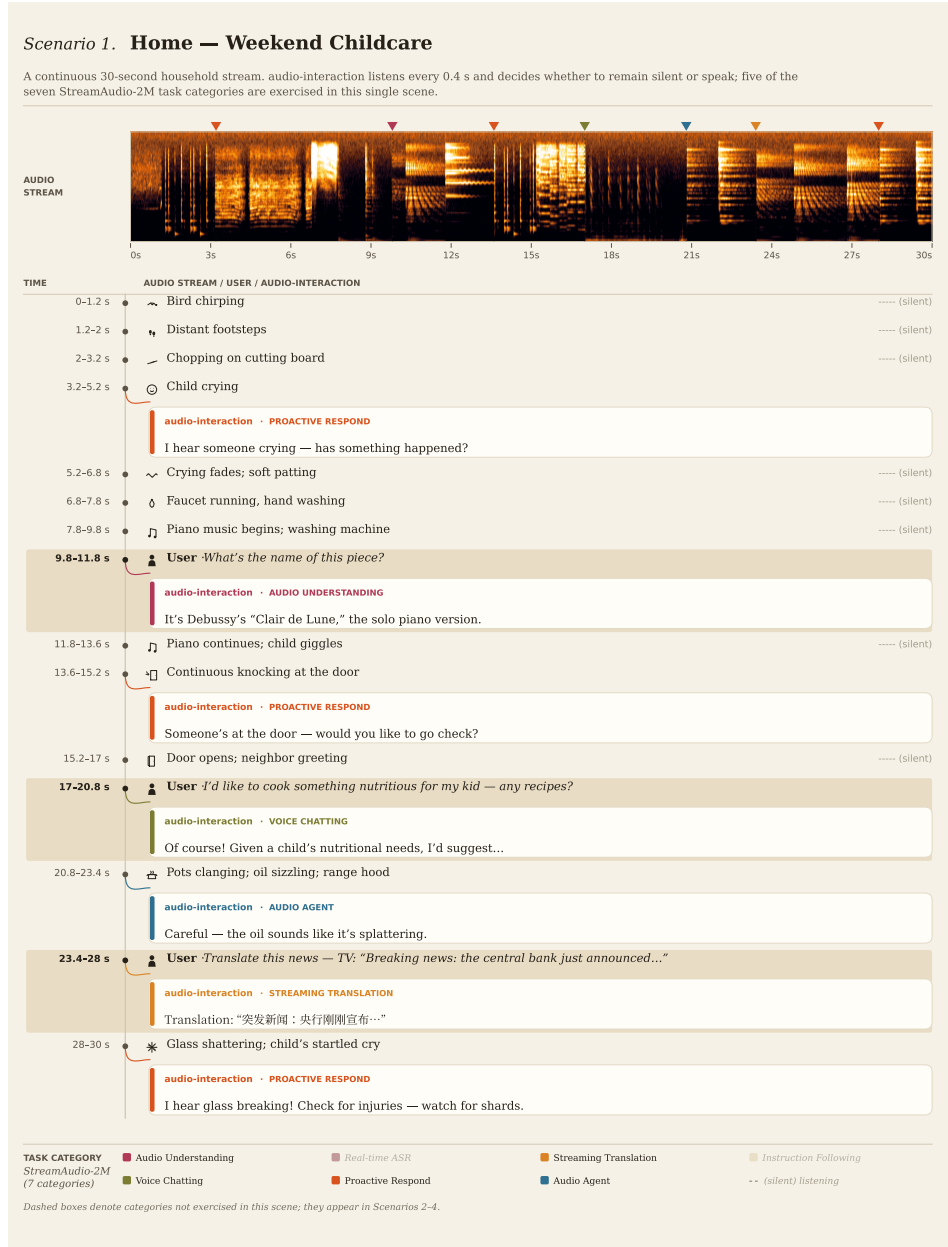 Scenario 1. Home — Weekend Childcare
A continuous 30-second household stream. audio-interaction listens every 0.4 s and decides whether to remain silent or speak; five of the
seven StreamAudio-2M task categories are exercised in this single scene.
AUDIO
STREAM
0s 3s 6s 9s 12s 15s 18s 21s 24s 27s 30s
TIME AUDIO STREAM / USER / AUDIO-INTERACTION
0–1.2 s Bird chirping ----- (silent)
1.2–2 s Distant footsteps ----- (silent)
2–3.2 s Chopping on cutting board ----- (silent)
3.2–5.2 s Child crying
audio-interaction · PROACTIVE RESPOND
I hear someone crying — has something happened?
5.2–6.8 s Crying fades; soft patting ----- (silent)
6.8–7.8 s Faucet running, hand washing ----- (silent)
7.8–9.8 s Piano music begins; washing machine ----- (silent)
9.8–11.8 s User ·What’s the name of this piece?
audio-interaction · AUDIO UNDERSTANDING
It’s Debussy’s “Clair de Lune,” the solo piano version.
11.8–13.6 s Piano continues; child giggles ----- (silent)
13.6–15.2 s Continuous knocking at the door
audio-interaction · PROACTIVE RESPOND
Someone’s at the door — would you like to go check?
15.2–17 s Door opens; neighbor greeting ----- (silent)
17–20.8 s User ·I’d like to cook something nutritious for my kid — any recipes?
audio-interaction · VOICE CHATTING
Of course! Given a child’s nutritional needs, I’d suggest…
20.8–23.4 s Pots clanging; oil sizzling; range hood
audio-interaction · AUDIO AGENT
Careful — the oil sounds like it’s splattering.
23.4–28 s User ·Translate this news — TV: “Breaking news: the central bank just announced…”
audio-interaction · STREAMING TRANSLATION
Translation: “突发新闻：央行刚刚宣布…”
28–30 s Glass shattering; child’s startled cry
audio-interaction · PROACTIVE RESPOND
I hear glass breaking! Check for injuries — watch for shards.
TASK CATEGORY Audio Understanding Real-time ASR Streaming Translation Instruction Following
StreamAudio-2M
(7 categories) Voice Chatting Proactive Respond Audio Agent -- (silent) listening
Dashed boxes denote categories not exercised in this scene; they appear in Scenarios 2–4.